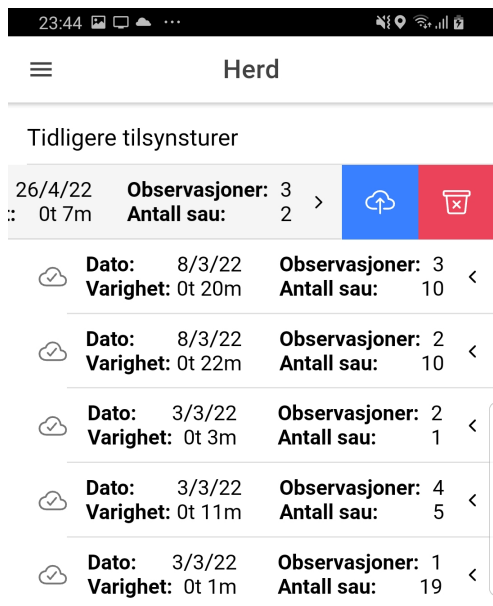 23:44
Herd
Tidligere tilsynsturer
26/4/22 Observasjoner: 3
: 0t 7m Antall sau: 2
Dato: 8/3/22 Observasjoner: 3
Varighet: 0t 20m Antall sau: 10
Dato: 8/3/22 Observasjoner: 2
Varighet: 0t 22m Antall sau: 10
Dato: 3/3/22 Observasjoner: 2
Varighet: 0t 3m Antall sau: 1
Dato: 3/3/22 Observasjoner: 4
Varighet: 0t 11m Antall sau: 5
Dato: 3/3/22 Observasjoner: 1
Varighet: 0t 1m Antall sau: 19